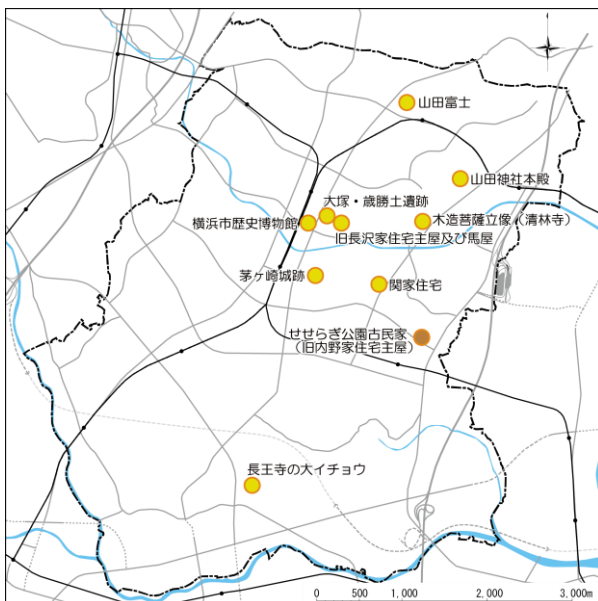 山田富士
山田神社本殿
大塚・歳勝土遺跡
横浜市歴史博物館
木造菩薩立像（清林寺）
旧長沢家住宅主屋及び馬屋
茅ヶ崎城跡
関家住宅
せせらぎ公園古民家
（旧内野家住宅主屋）
長王寺の大イチョウ
0 500 1,000 2,000 3,000m